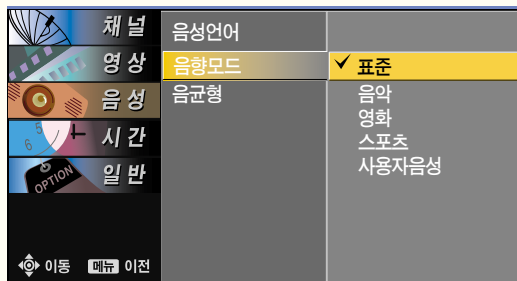 채널
영상
음성
시간
일반
OPTION
6 5
이동 메뉴 이전
음성언어
음향모드
음균형
표준
음악
영화
스포츠
사용자음성